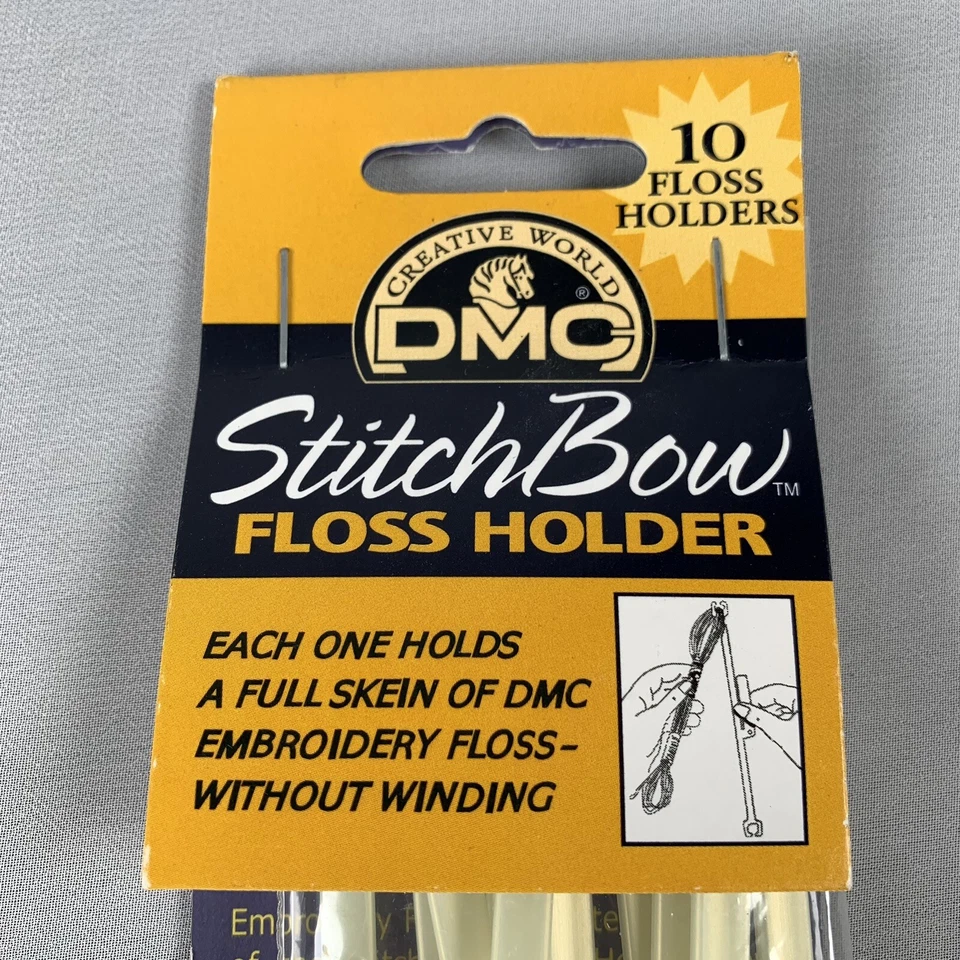 10
FLOSS
HOLDERS
CREATIVE WORLD
DMC®
StitchBow™
FLOSS HOLDER
EACH ONE HOLDS
A FULL SKEIN OF DMC
EMBROIDERY FLOSS–
WITHOUT WINDING
of